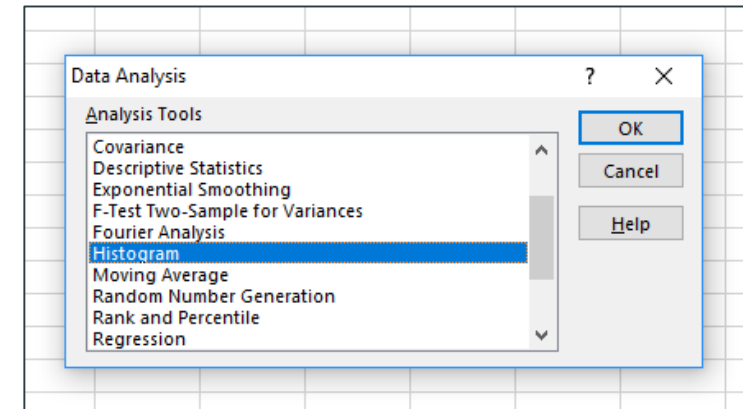 Data Analysis
?
Analysis Tools
Covariance
Descriptive Statistics
Exponential Smoothing
F-Test Two-Sample for Variances
Fourier Analysis
Histogram
Moving Average
Random Number Generation
Rank and Percentile
Regression
OK
Cancel
Help